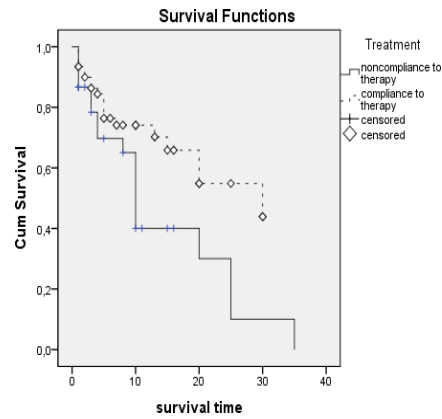 Survival Functions
Treatment
noncompliance to
therapy
compliance to
therapy
censored
censored
Cum Survival
1,0
0,8
0,6
0,4
0,2
0,0
0
10
20
30
40
survival time